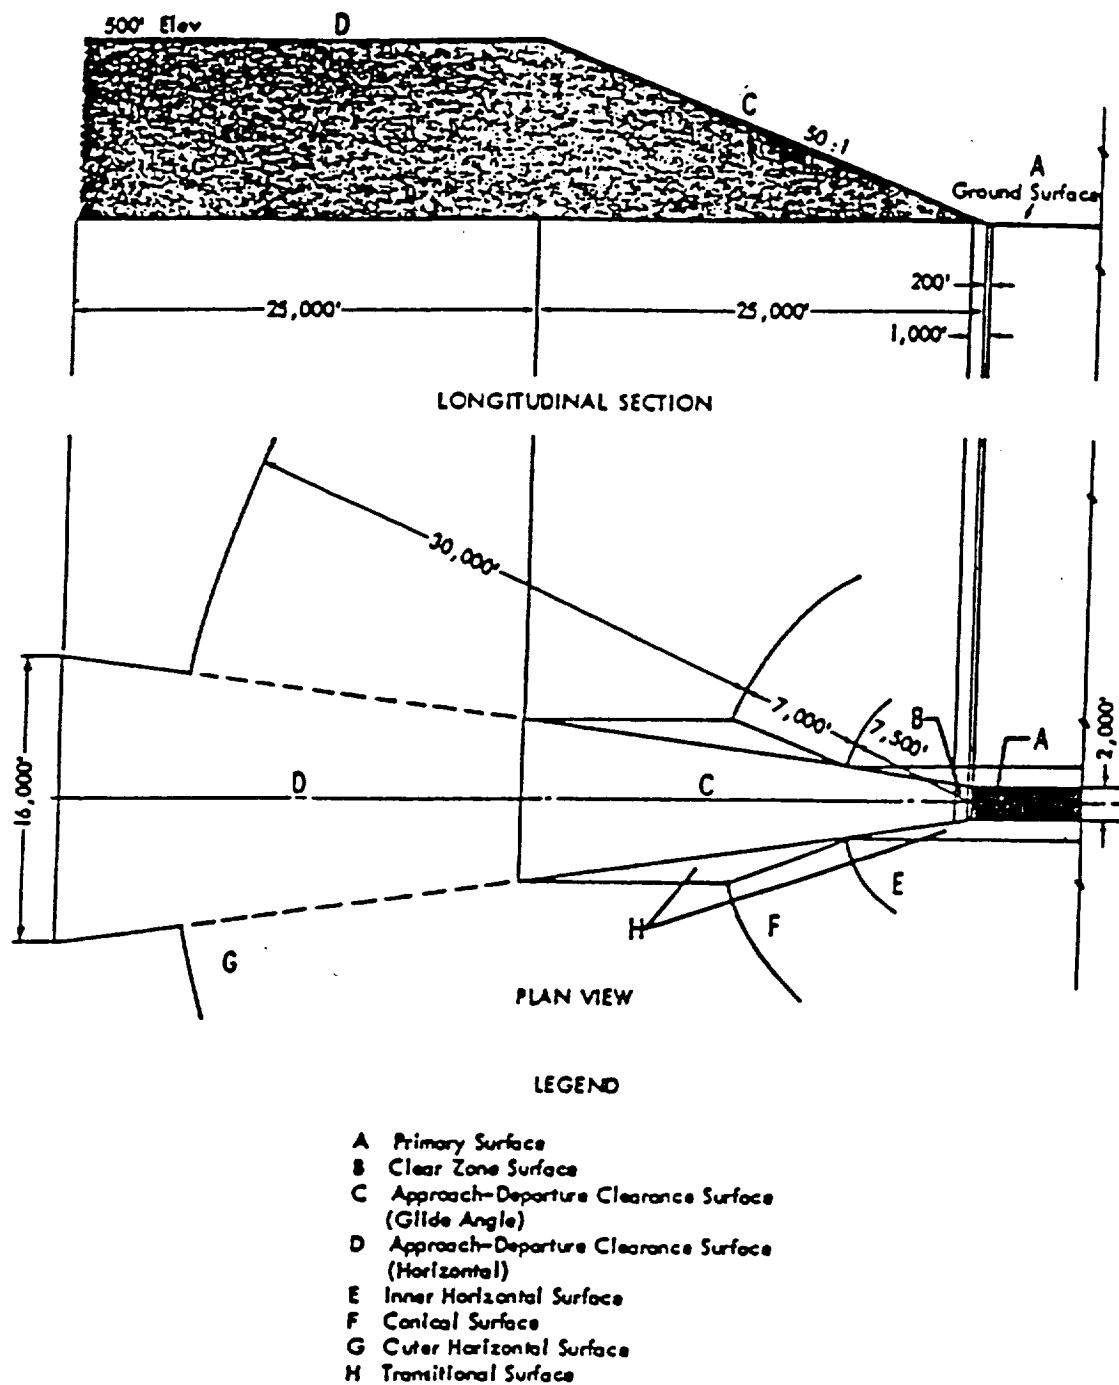 500' Elev
D
C
50:1
A
Ground Surface
200'
25,000'
25,000'
1,000'
LONGITUDINAL SECTION
30,000'
7,000'
7,500'
B
A
2,000'
16,000'
D
C
E
H
F
G
PLAN VIEW
LEGEND
A Primary Surface
B Clear Zone Surface
C Approach-Departure Clearance Surface
(Glide Angle)
D Approach-Departure Clearance Surface
(Horizontal)
E Inner Horizontal Surface
F Conical Surface
G Outer Horizontal Surface
H Transitional Surface